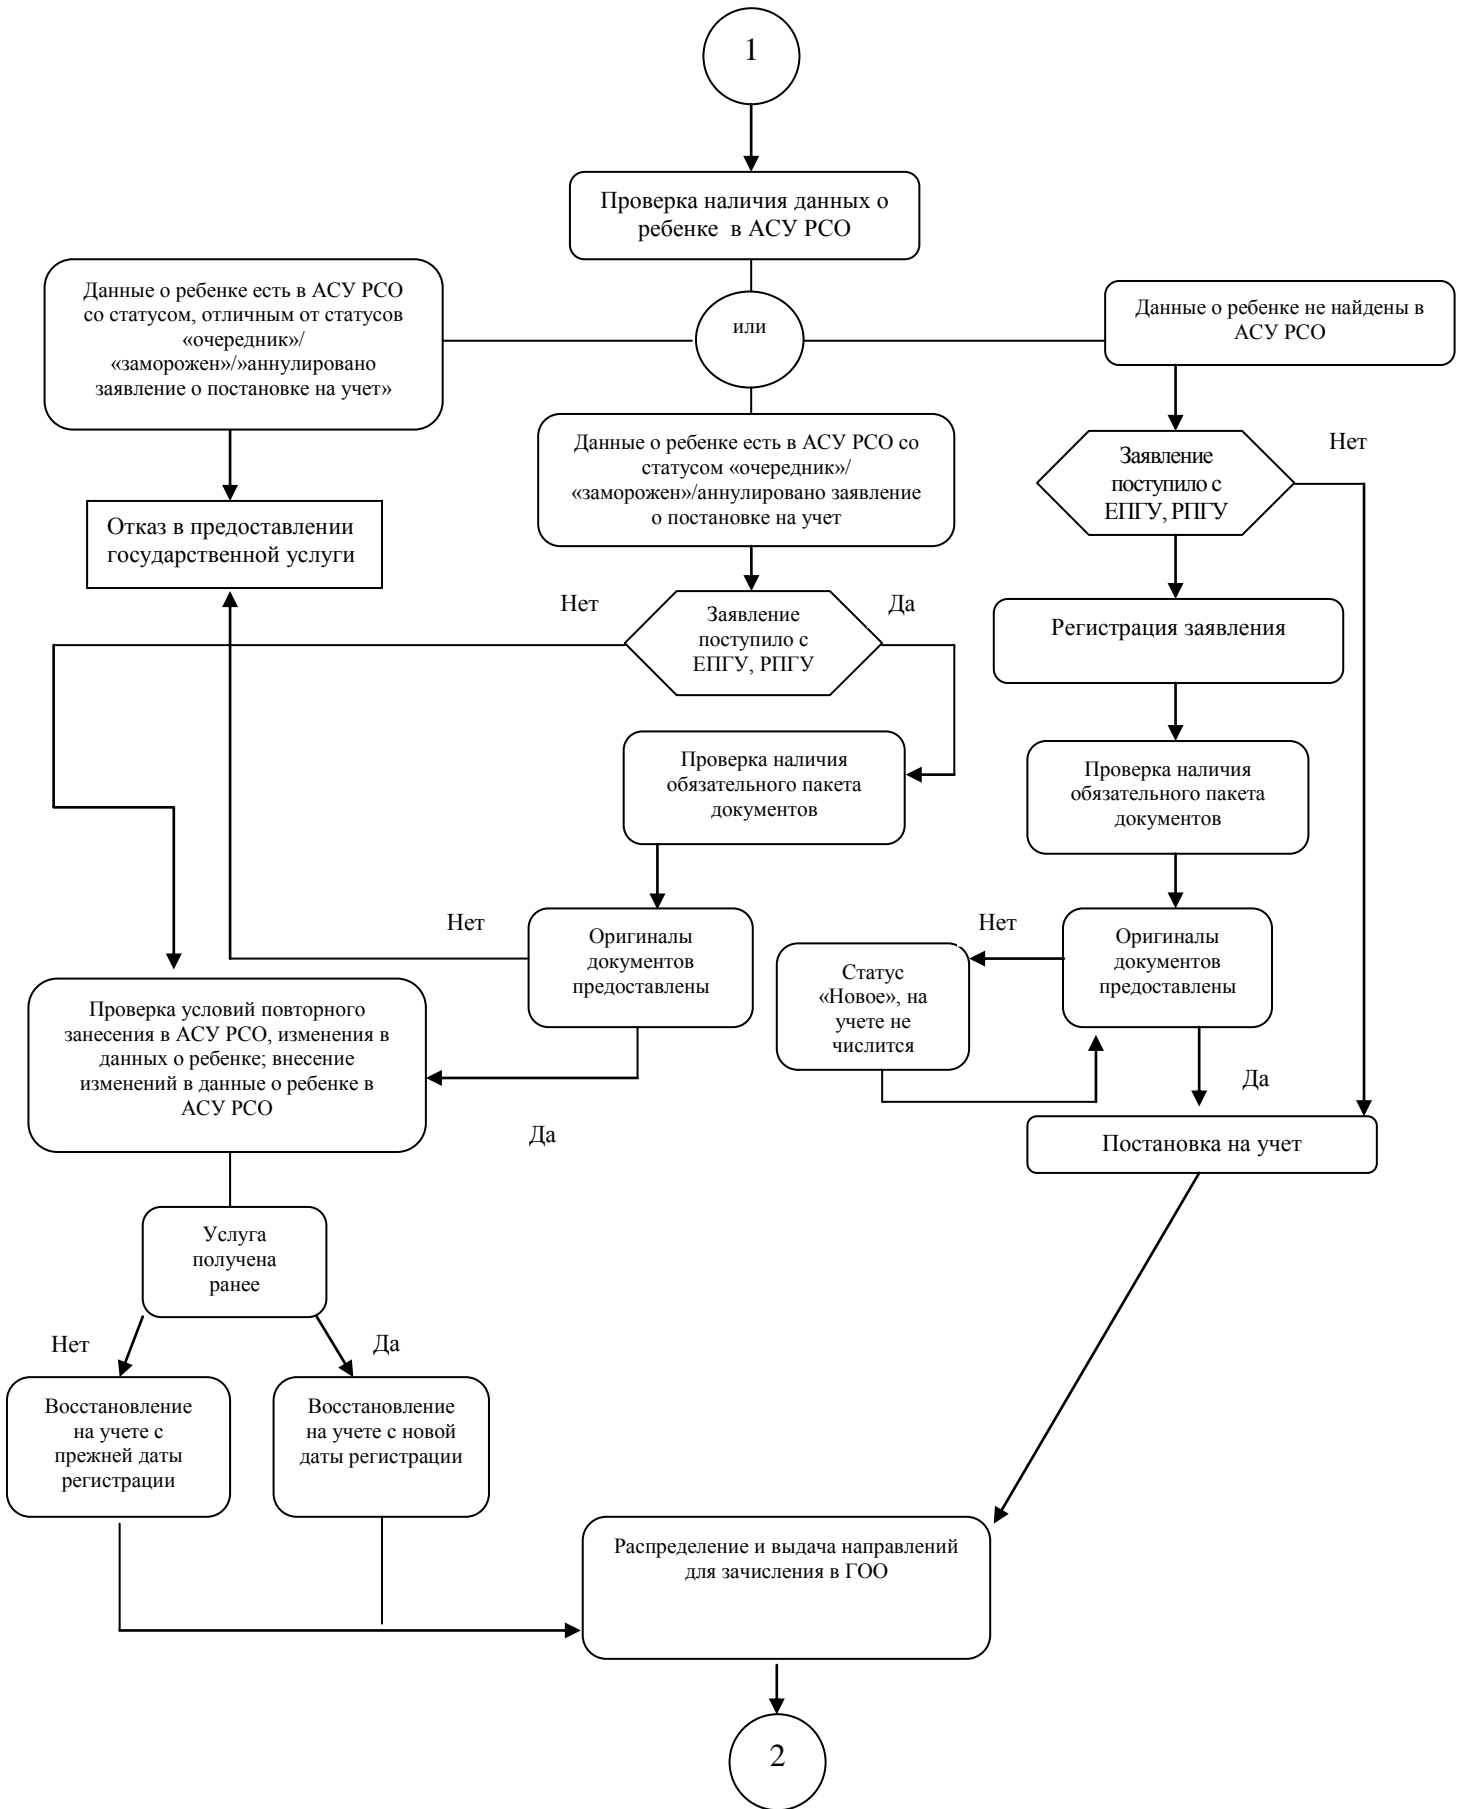 1
Проверка наличия данных о
ребенке в АСУ РСО
Данные о ребенке есть в АСУ РСО
со статусом, отличным от статусов
«очередник»/
«заморожен»/»аннулировано
заявление о постановке на учет»
или
Данные о ребенке не найдены в
АСУ РСО
Данные о ребенке есть в АСУ РСО со
статусом «очередник»/
«заморожен»/аннулировано заявление
о постановке на учет
Заявление
поступило с
ЕПГУ, РПГУ
Нет
Отказ в предоставлении
государственной услуги
Нет
Заявление
поступило с
ЕПГУ, РПГУ
Да
Регистрация заявления
Проверка наличия
обязательного пакета
документов
Проверка наличия
обязательного пакета
документов
Нет
Оригиналы
документов
предоставлены
Нет
Оригиналы
документов
предоставлены
Статус
«Новое», на
учете не
числится
Проверка условий повторного
занесения в АСУ РСО, изменения в
данных о ребенке; внесение
изменений в данные о ребенке в
АСУ РСО
Да
Да
Постановка на учет
Услуга
получена
ранее
Нет
Да
Восстановление
на учете с
прежней даты
регистрации
Восстановление
на учете с новой
даты регистрации
Распределение и выдача направлений
для зачисления в ГОО
2